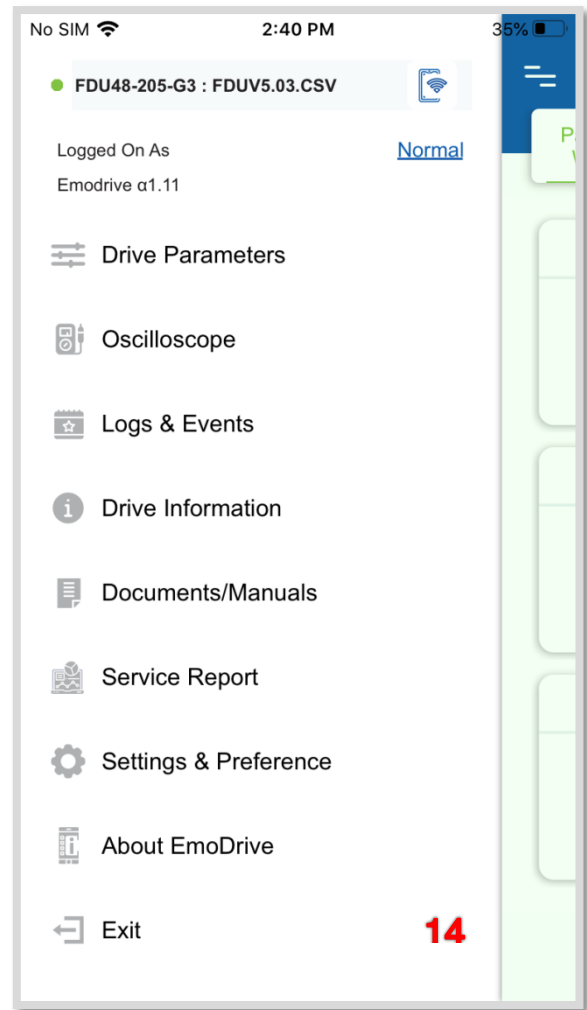 No SIM 2:40 PM 35%
FDU48-205-G3 : FDUV5.03.CSV
Logged On As Normal
Emodrive α1.11
Drive Parameters
Oscilloscope
Logs & Events
Drive Information
Documents/Manuals
Service Report
Settings & Preference
About EmoDrive
Exit 14